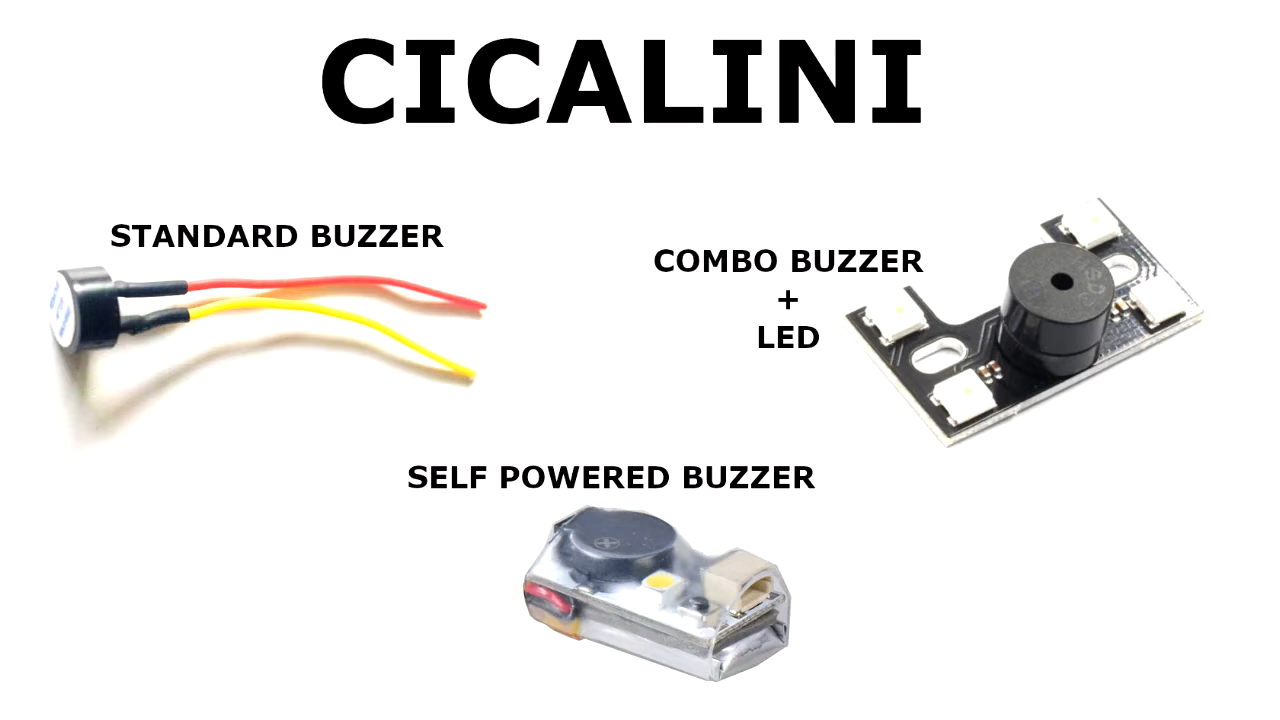 CICALINI
STANDARD BUZZER
COMBO BUZZER
+
LED
SELF POWERED BUZZER